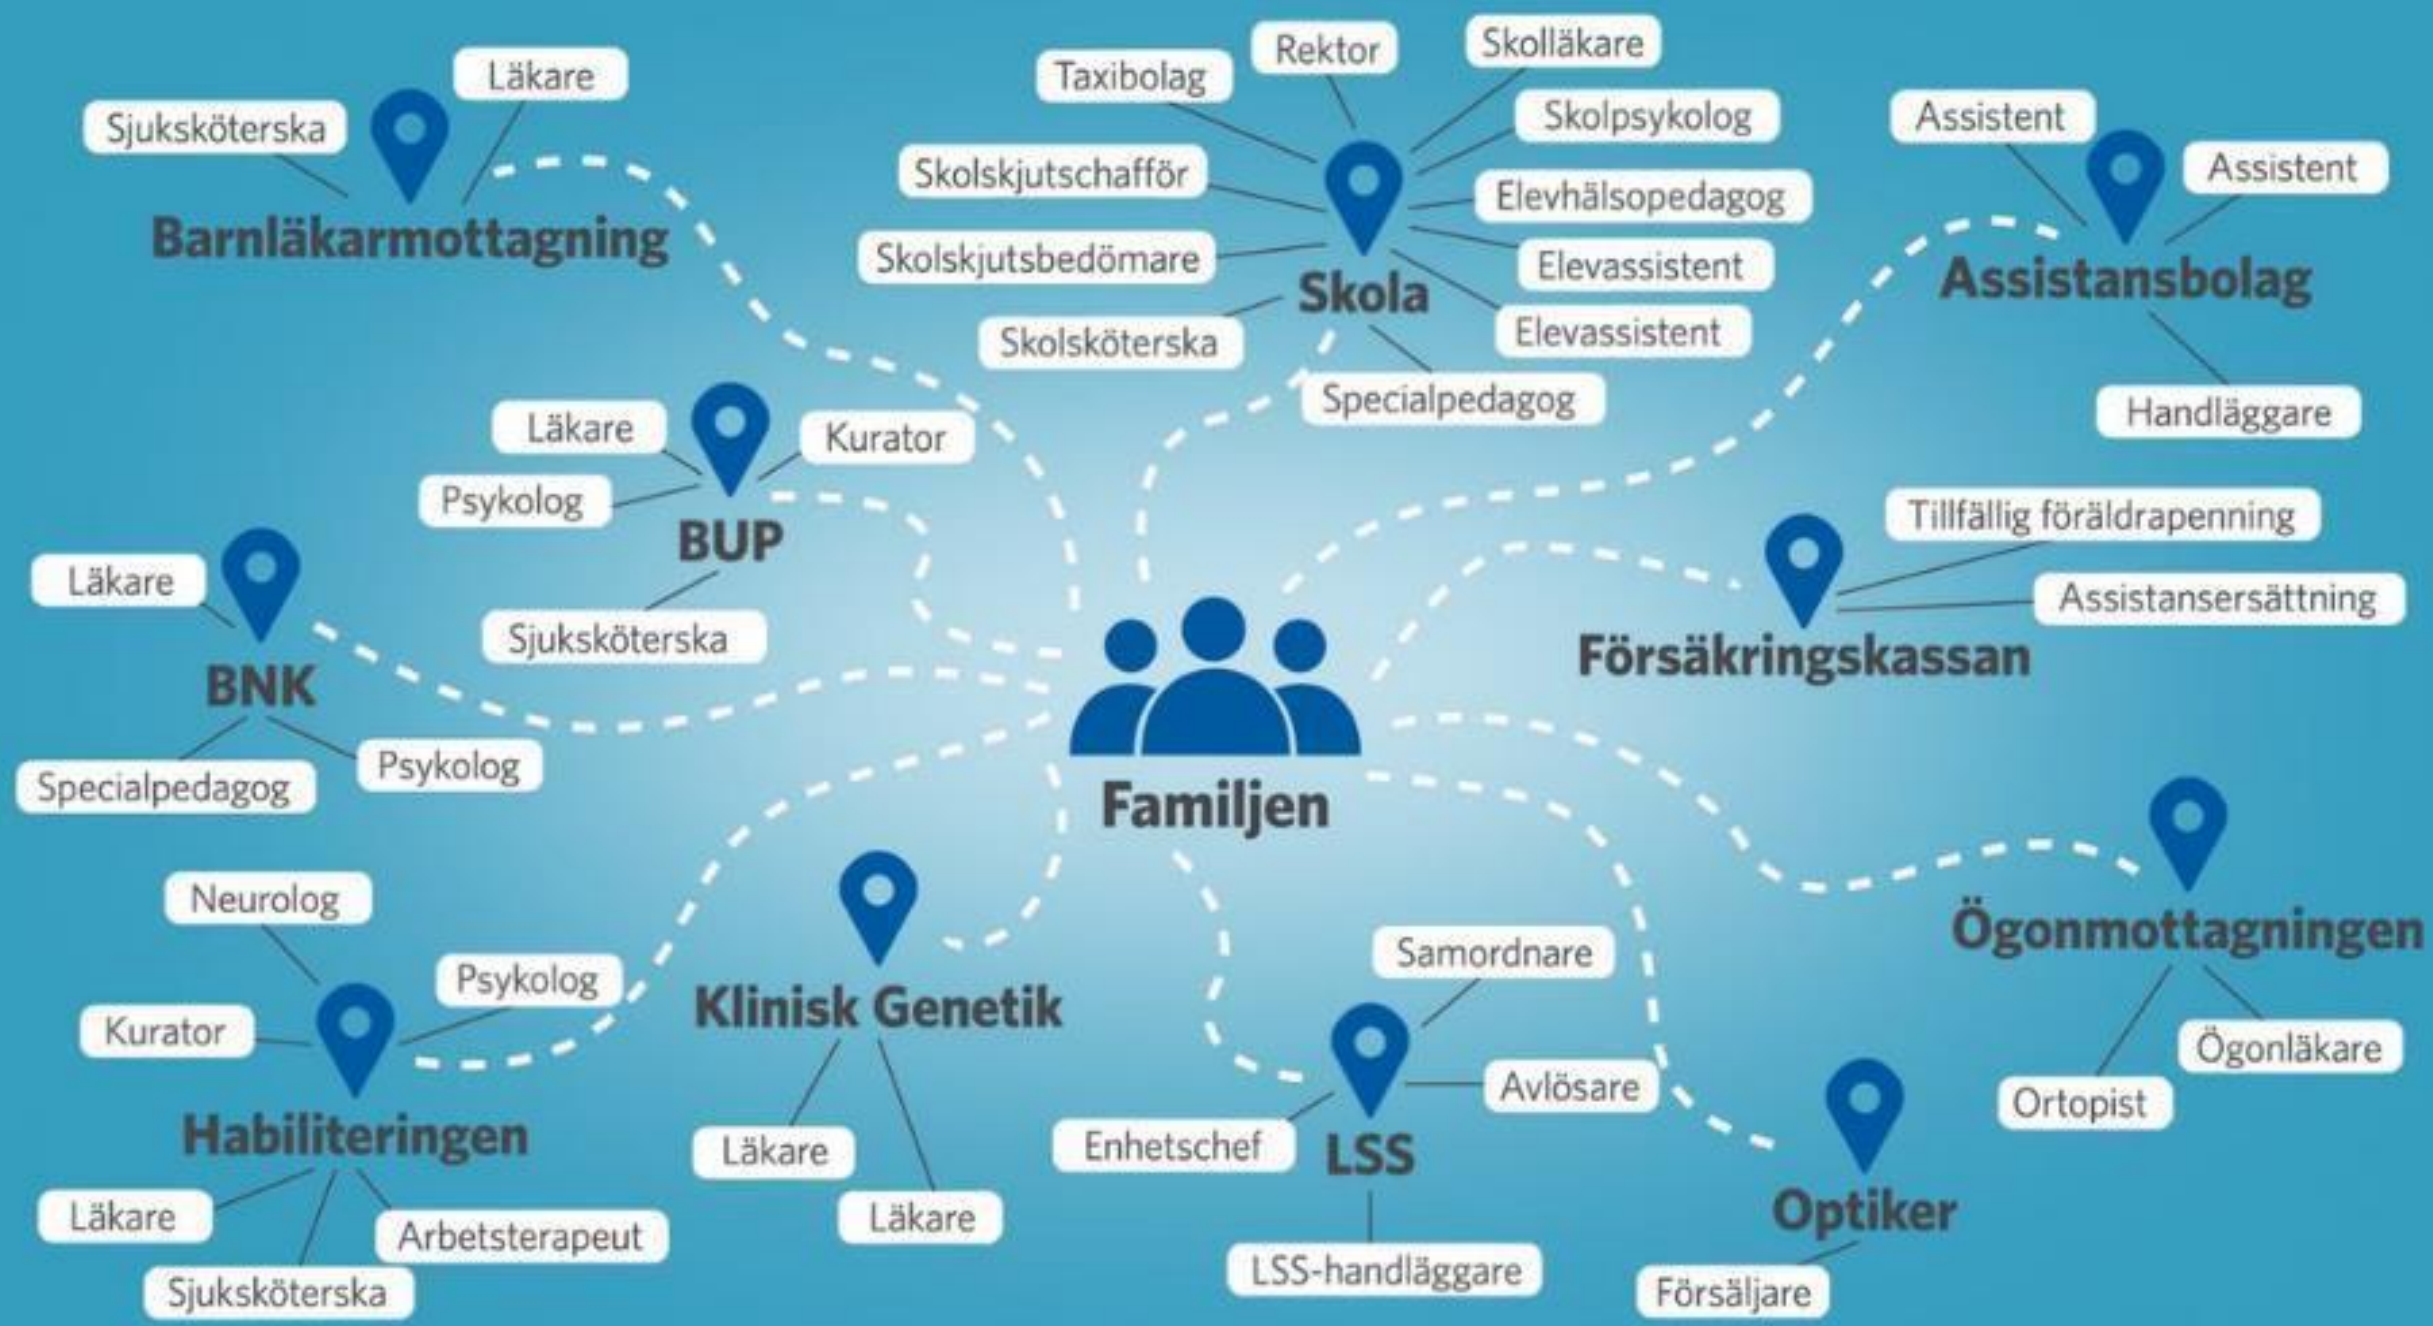 Rektor
Skolläkare
Läkare
Taxibolag
Sjuksköterska
Skolpsykolog
Assistent
Assistent
Skolskjutschafför
Elevhälsopedagog
Barnläkarmottagning
Skolskjutsbedömare
Elevassistent
Skola
Assistansbolag
Skolsköterska
Elevassistent
Specialpedagog
Handläggare
Läkare
Kurator
Psykolog
BUP
Sjuksköterska
Tillfällig föräldrapenning
Assistansersättning
Försäkringskassan
Läkare
BNK
Specialpedagog
Psykolog
Familjen
Neurolog
Psykolog
Kurator
Habiliteringen
Läkare
Arbetsterapeut
Sjuksköterska
Klinisk Genetik
Läkare
Läkare
Samordnare
Avlösare
Enhetschef
LSS
LSS-handläggare
Ögonmottagningen
Ögonläkare
Ortopist
Optiker
Försäljare